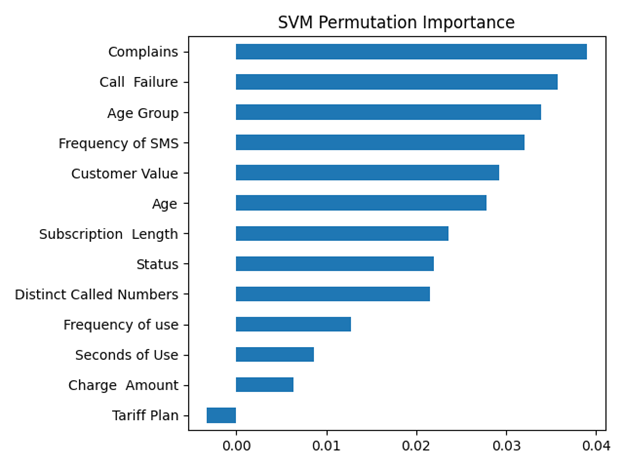 SVM Permutation Importance
Complains
Call  Failure
Age Group
Frequency of SMS
Customer Value
Age
Subscription  Length
Status
Distinct Called Numbers
Frequency of use
Seconds of Use
Charge  Amount
Tariff Plan
0.00 0.01 0.02 0.03 0.04